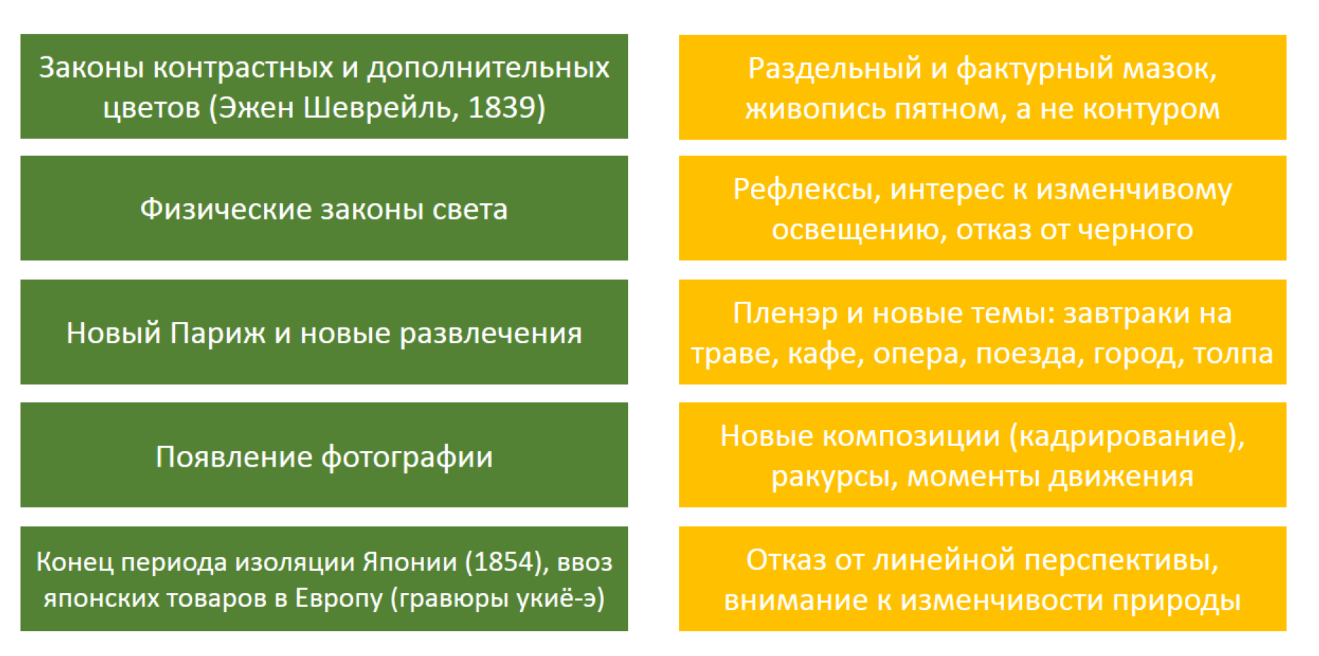 Законы контрастных и дополнительных
цветов (Эжен Шеврейль, 1839)
Раздельный и фактурный мазок,
живопись пятном, а не контуром
Физические законы света
Рефлексы, интерес к изменчивому
освещению, отказ от черного
Новый Париж и новые развлечения
Пленэр и новые темы: завтраки на
траве, кафе, опера, поезда, город, толпа
Появление фотографии
Новые композиции (кадрирование),
ракурсы, моменты движения
Конец периода изоляции Японии (1854), ввоз
японских товаров в Европу (гравюры укиё-э)
Отказ от линейной перспективы,
внимание к изменчивости природы